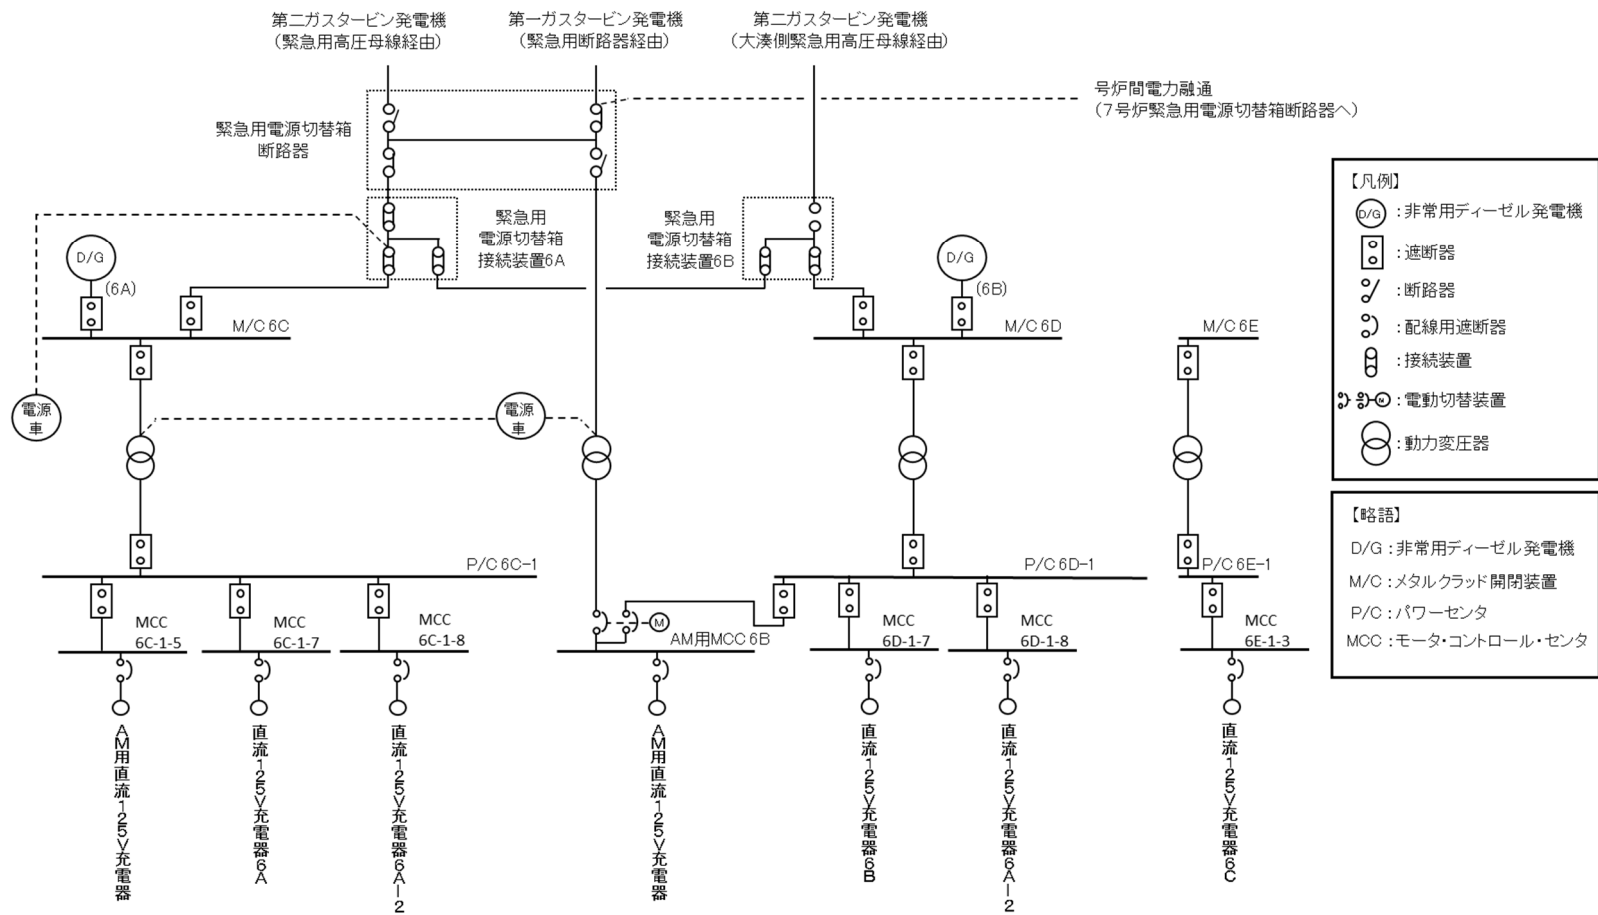 第二ガスタービン発電機
（緊急用高圧母線経由）
第一ガスタービン発電機
（緊急用断路器経由）
第二ガスタービン発電機
（大湊側緊急用高圧母線経由）
号炉間電力融通
（７号炉緊急用電源切替箱断路器へ）
緊急用電源切替箱
断路器
緊急用
電源切替箱
接続装置6A
緊急用
電源切替箱
接続装置6B
D/G
(6A)
D/G
(6B)
M/C 6C
M/C 6D
M/C 6E
電源
車
電源
車
P/C 6C-1
P/C 6D-1
P/C 6E-1
MCC
6C-1-5
MCC
6C-1-7
MCC
6C-1-8
M
AM用MCC 6B
MCC
6D-1-7
MCC
6D-1-8
MCC
6E-1-3
AM用直流125V充電器
直流125V充電器6A
直流125V充電器6A-2
AM用直流125V充電器
直流125V充電器6B
直流125V充電器6A-2
直流125V充電器6C
【凡例】
D/G：非常用ディーゼル発電機
：遮断器
：断路器
：配線用遮断器
：接続装置
M：電動切替装置
：動力変圧器
【略語】
D/G：非常用ディーゼル発電機
M/C：メタルクラッド開閉装置
P/C：パワーセンタ
MCC：モータ・コントロール・センタ